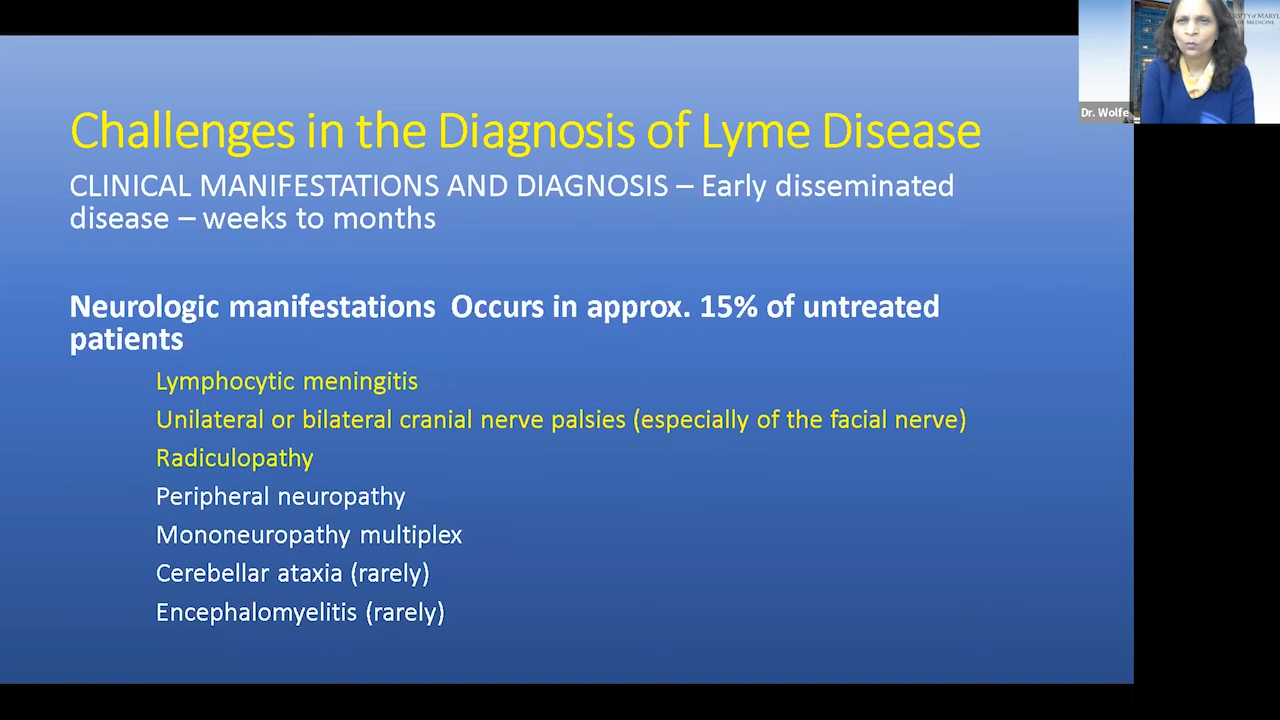 Challenges in the Diagnosis of Lyme Disease
CLINICAL MANIFESTATIONS AND DIAGNOSIS – Early disseminated
disease – weeks to months
Neurologic manifestations  Occurs in approx. 15% of untreated
patients
Lymphocytic meningitis
Unilateral or bilateral cranial nerve palsies (especially of the facial nerve)
Radiculopathy
Peripheral neuropathy
Mononeuropathy multiplex
Cerebellar ataxia (rarely)
Encephalomyelitis (rarely)
Dr. Wolfe
OF MEDICINE